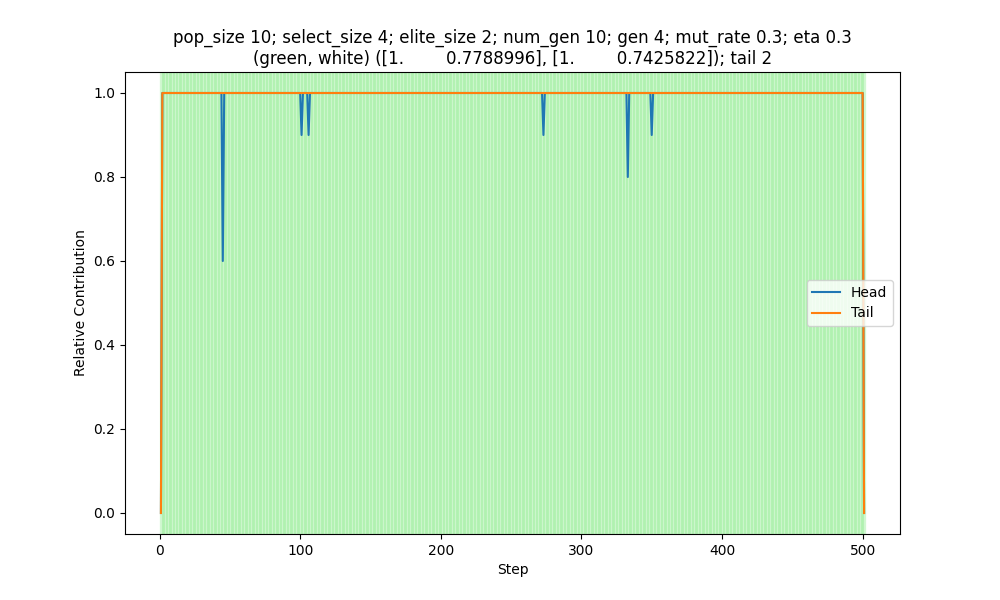 pop_size 10; select_size 4; elite_size 2; num_gen 10; gen 4; mut_rate 0.3; eta 0.3
(green, white) ([1.        0.7788996], [1.        0.7425822]); tail 2
1.0
0.8
0.6
0.4
0.2
0.0
Relative Contribution
Head
Tail
0
100
200
300
400
500
Step